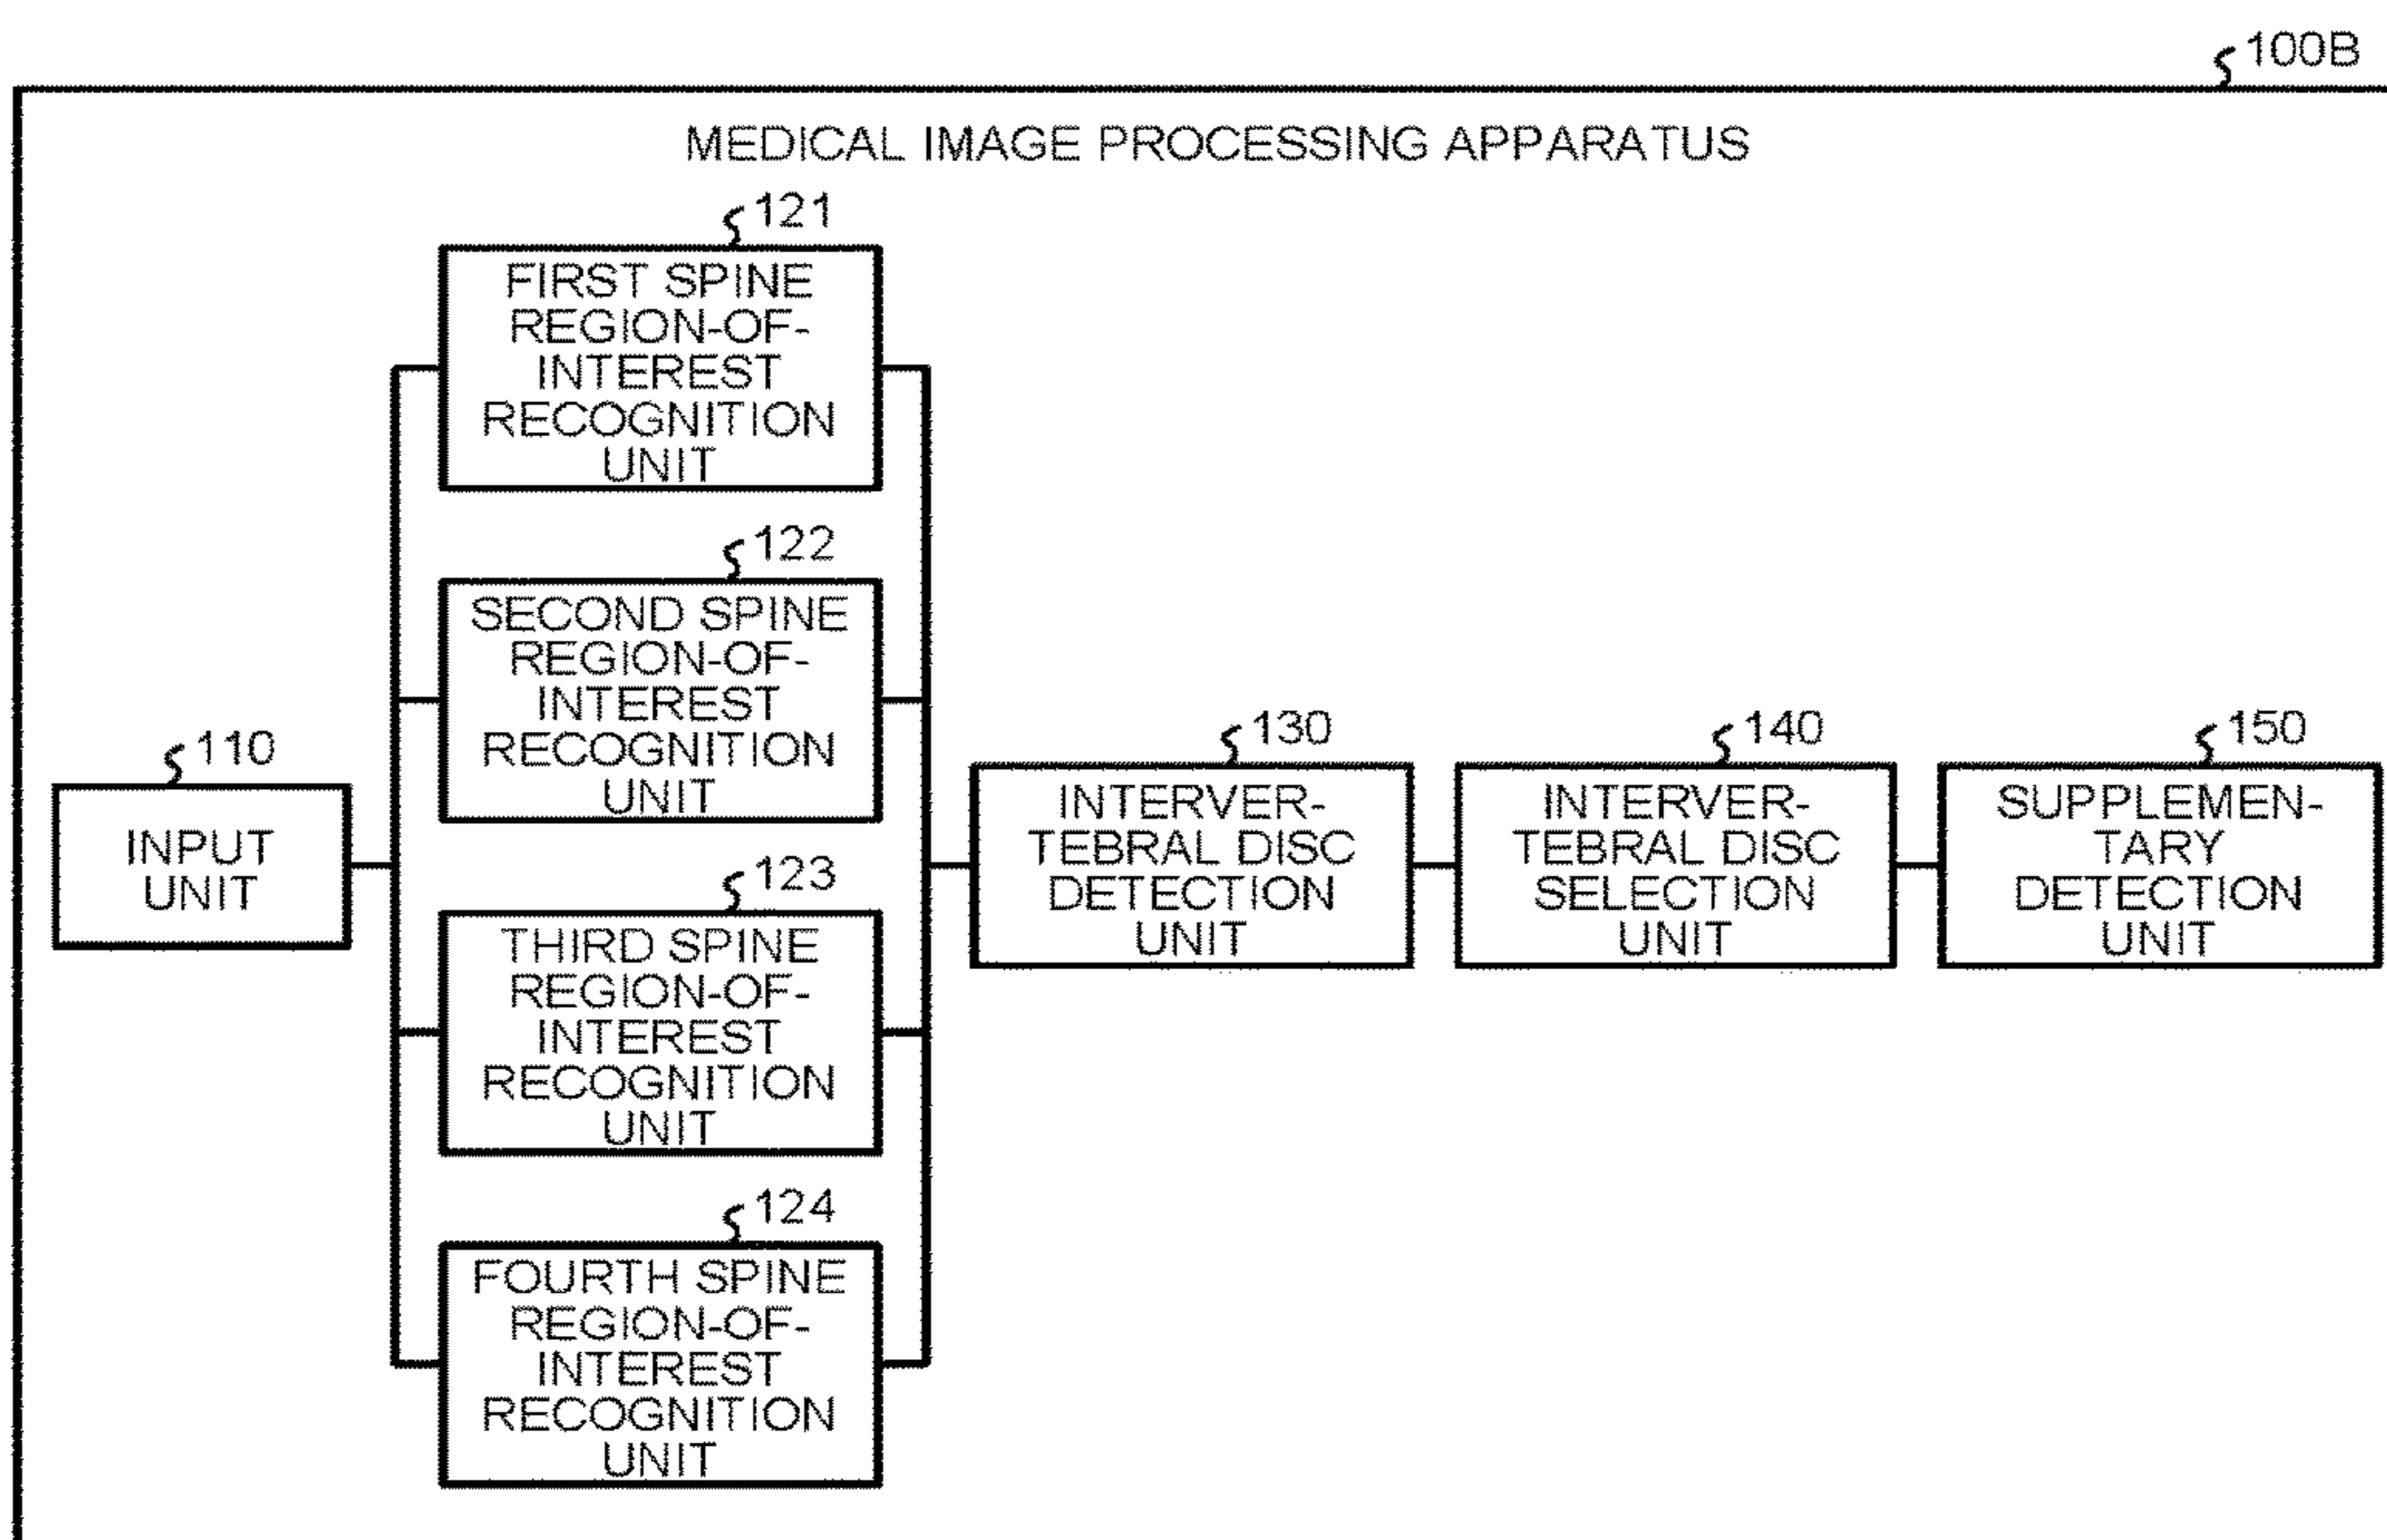 100B
MEDICAL IMAGE PROCESSING APPARATUS
121
FIRST SPINE
REGION-OF-
INTEREST
RECOGNITION
UNIT
122
SECOND SPINE
REGION-OF-
INTEREST
RECOGNITION
UNIT
110
INPUT
UNIT
123
THIRD SPINE
REGION-OF-
INTEREST
RECOGNITION
UNIT
124
FOURTH SPINE
REGION-OF-
INTEREST
RECOGNITION
UNIT
130
INTERVER-
TEBRAL DISC
DETECTION
UNIT
140
INTERVER-
TEBRAL DISC
SELECTION
UNIT
150
SUPPLEMEN-
TARY
DETECTION
UNIT